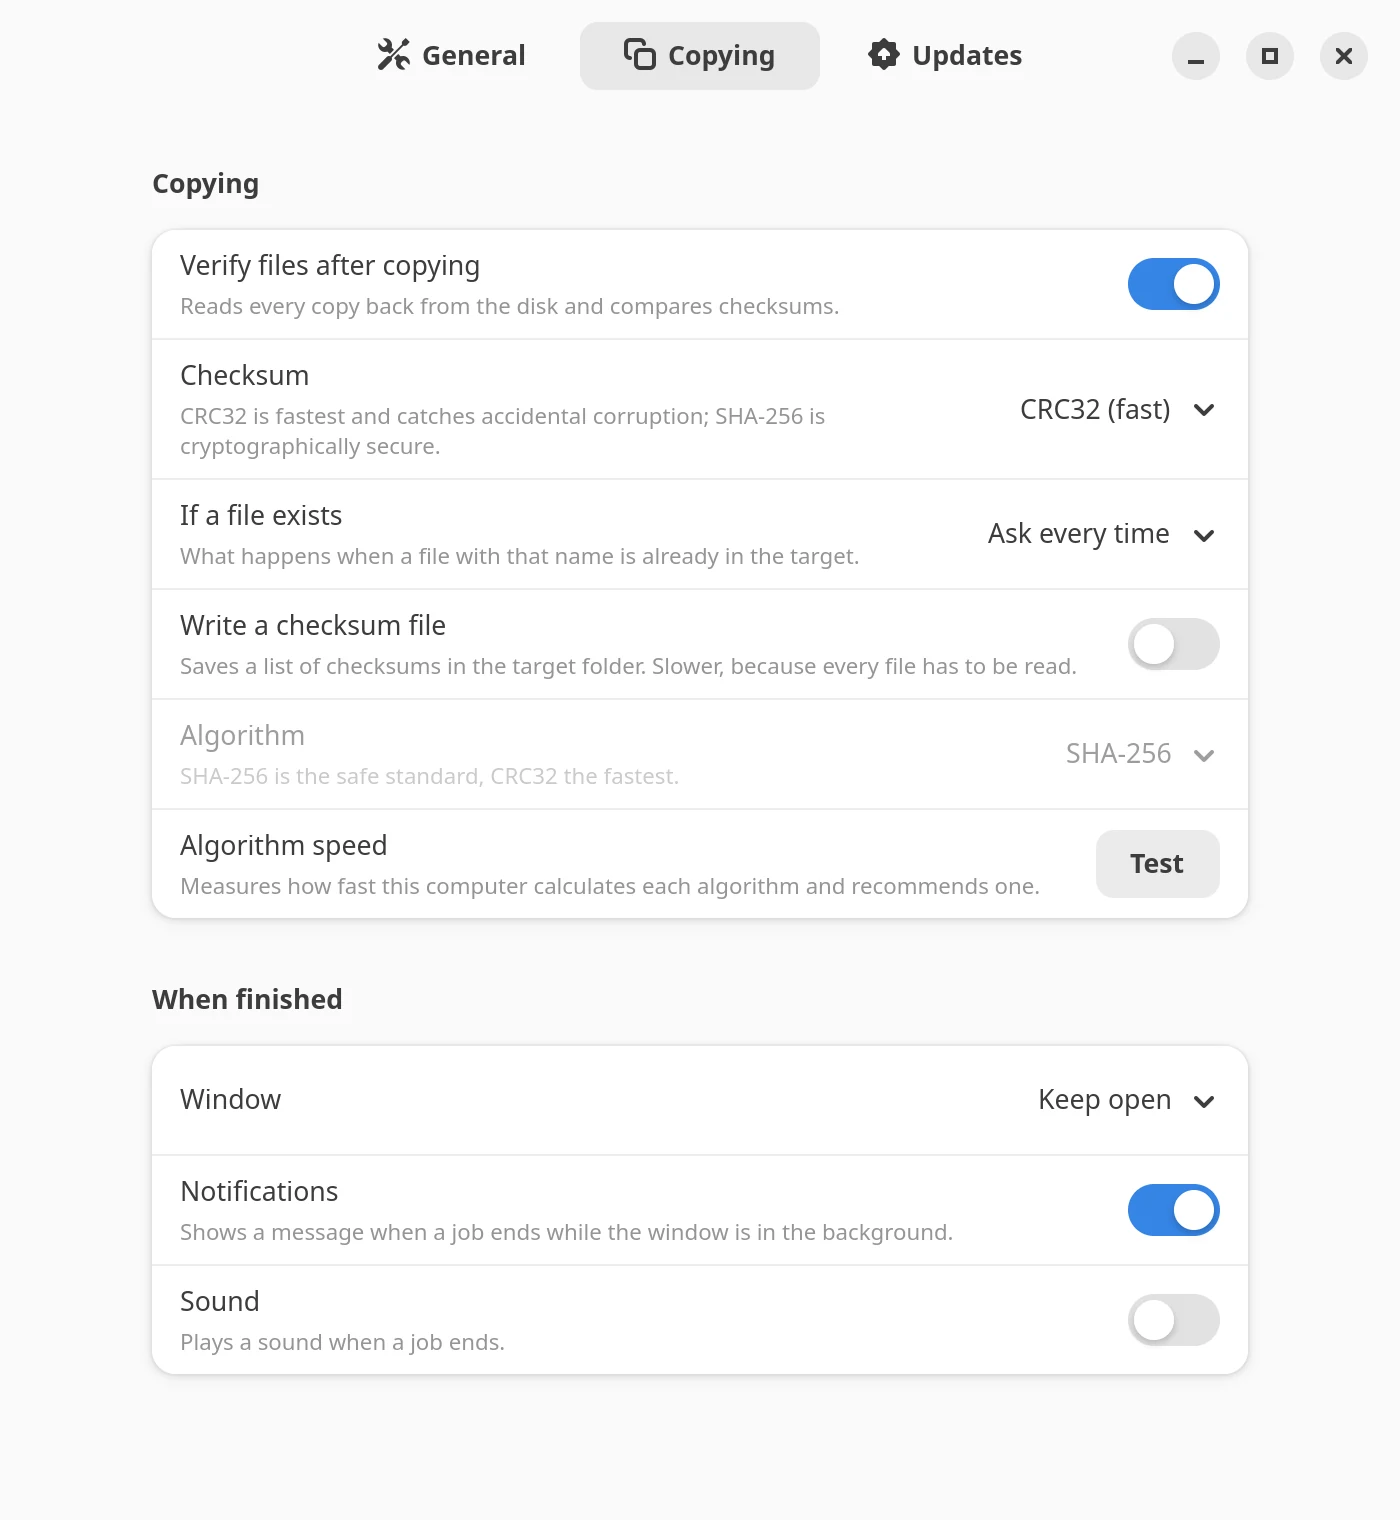 General
Copying
Updates
Copying
Verify files after copying
Reads every copy back from the disk and compares checksums.
Checksum
CRC32 is fastest and catches accidental corruption; SHA-256 is
cryptographically secure.
CRC32 (fast)
If a file exists
What happens when a file with that name is already in the target.
Ask every time
Write a checksum file
Saves a list of checksums in the target folder. Slower, because every file has to be read.
Algorithm
SHA-256 is the safe standard, CRC32 the fastest.
SHA-256
Algorithm speed
Measures how fast this computer calculates each algorithm and recommends one.
Test
When finished
Window
Keep open
Notifications
Shows a message when a job ends while the window is in the background.
Sound
Plays a sound when a job ends.